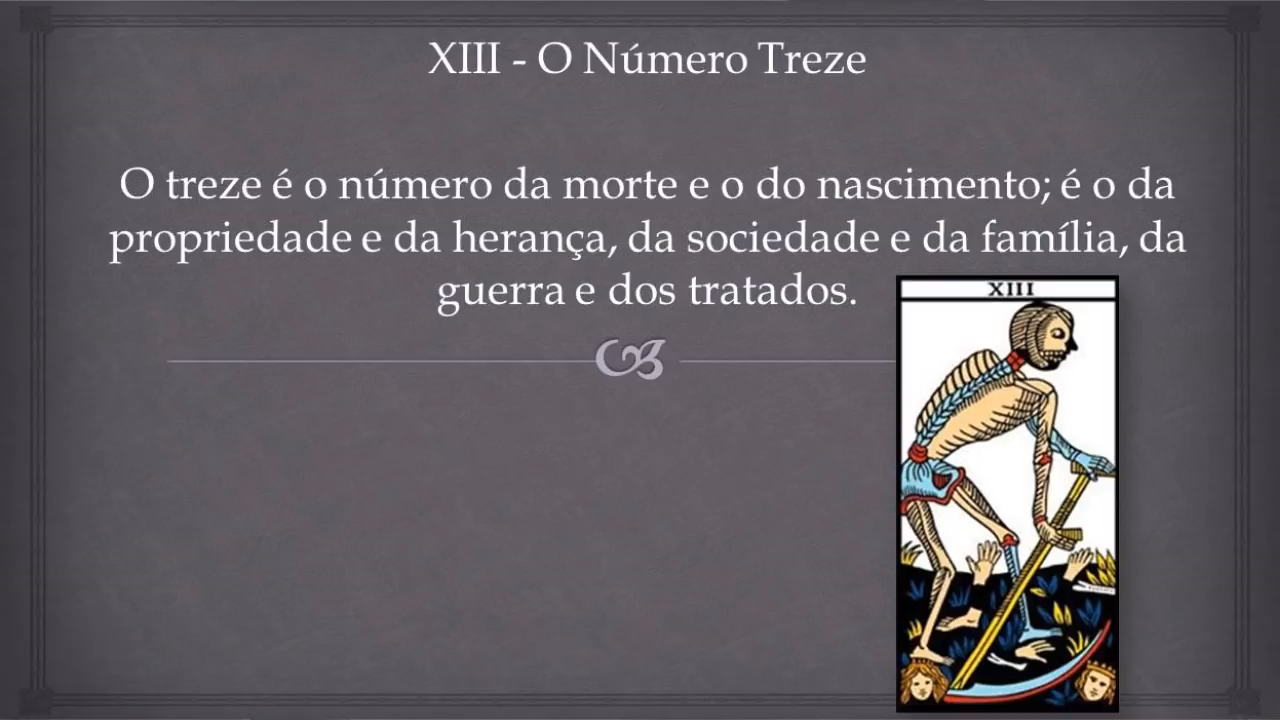 XIII - O Número Treze
O treze é o número da morte e o do nascimento; é o da
propriedade e da herança, da sociedade e da família, da
guerra e dos tratados.
XIII